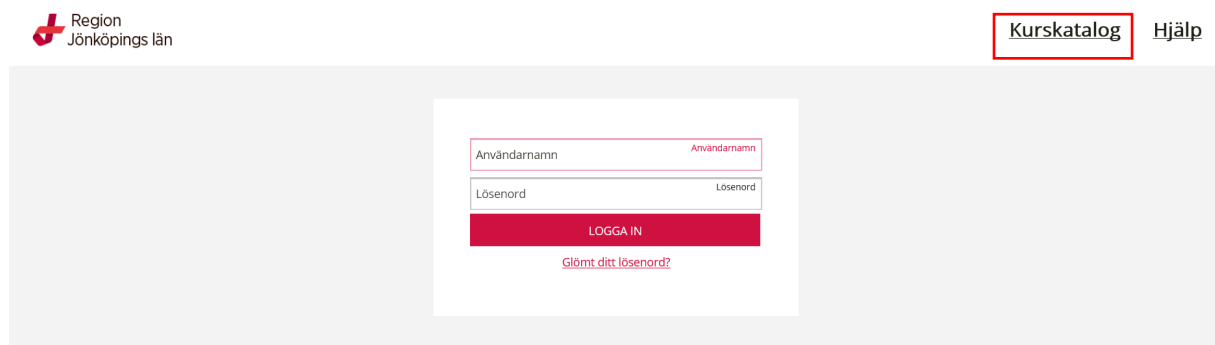 Region
Jönköpings län
Kurskatalog Hjälp
Användarnamn Användarnamn
Lösenord Lösenord
LOGGA IN
Glömt ditt lösenord?